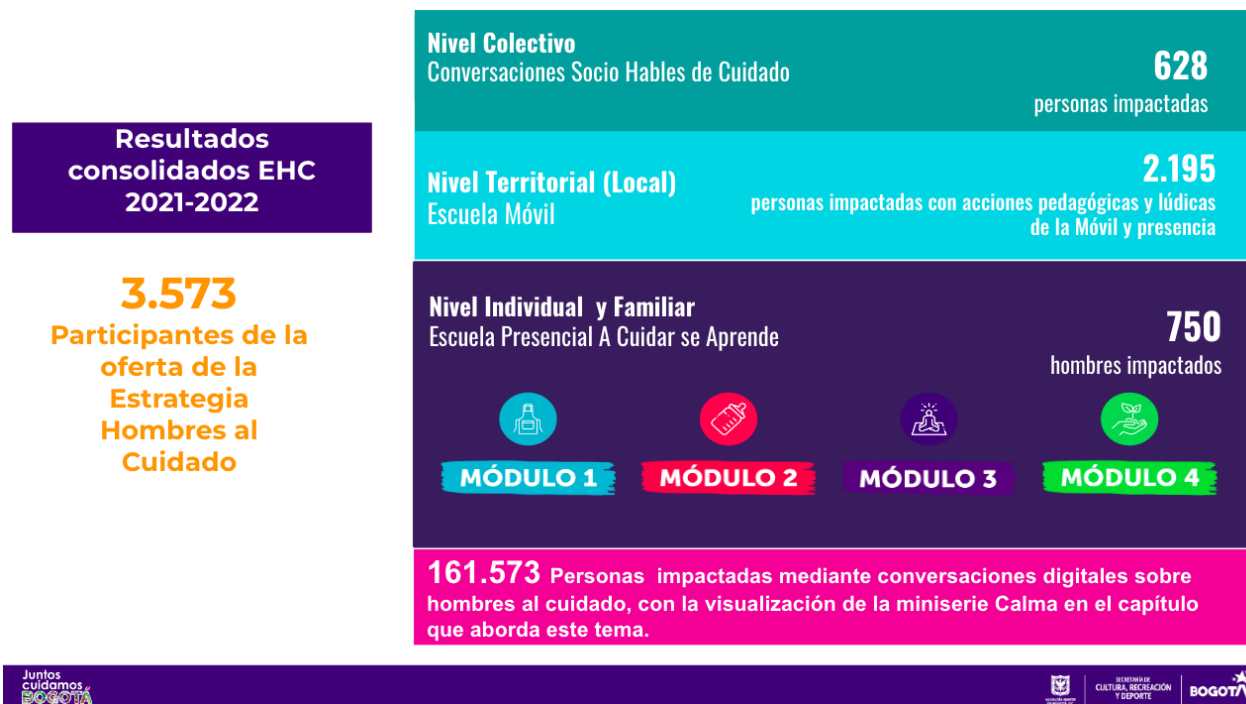 Resultados
consolidados EHC
2021-2022
3.573
Participantes de la
oferta de la
Estrategia
Hombres al
Cuidado
Nivel Colectivo
Conversaciones Socio Hables de Cuidado
628
personas impactadas
Nivel Territorial (Local)
Escuela Móvil
2.195
personas impactadas con acciones pedagógicas y lúdicas
de la Móvil y presencia
Nivel Individual y Familiar
Escuela Presencial A Cuidar se Aprende
750
hombres impactados
MÓDULO 1
MÓDULO 2
MÓDULO 3
MÓDULO 4
161.573 Personas impactadas mediante conversaciones digitales sobre
hombres al cuidado, con la visualización de la miniserie Calma en el capítulo
que aborda este tema.
Juntos
cuidamos
BOGOTÁ
SECRETARÍA DE
CULTURA, RECREACIÓN
Y DEPORTE
BOGOTÁ